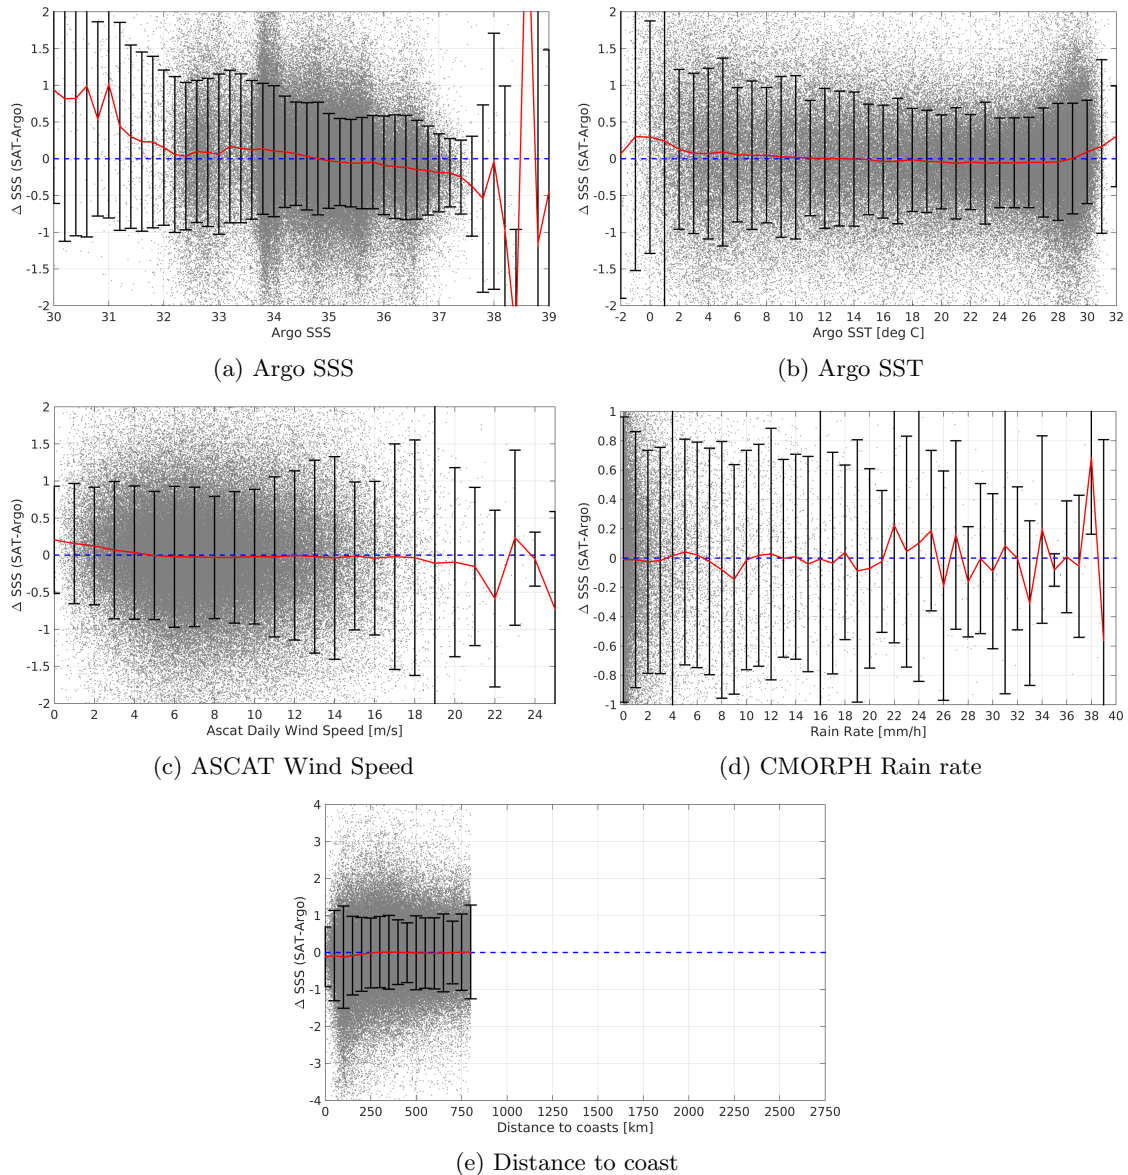 2
1.5
1
0.5
0
-0.5
-1
-1.5
-2
Δ SSS (SAT-Argo)
30 31 32 33 34 35 36 37 38 39
Argo SSS
(a) Argo SSS
2
1.5
1
0.5
0
-0.5
-1
-1.5
-2
Δ SSS (SAT-Argo)
-2 0 2 4 6 8 10 12 14 16 18 20 22 24 26 28 30 32
Argo SST [deg C]
(b) Argo SST
2
1.5
1
0.5
0
-0.5
-1
-1.5
-2
Δ SSS (SAT-Argo)
0 2 4 6 8 10 12 14 16 18 20 22 24
Ascat Daily Wind Speed [m/s]
(c) ASCAT Wind Speed
1
0.8
0.6
0.4
0.2
0
-0.2
-0.4
-0.6
-0.8
-1
Δ SSS (SAT-Argo)
0 2 4 6 8 10 12 14 16 18 20 22 24 26 28 30 32 34 36 38 40
Rain Rate [mm/h]
(d) CMORPH Rain rate
4
3
2
1
0
-1
-2
-3
-4
Δ SSS (SAT-Argo)
0 250 500 750 1000 1250 1500 1750 2000 2250 2500 2750
Distance to coasts [km]
(e) Distance to coast